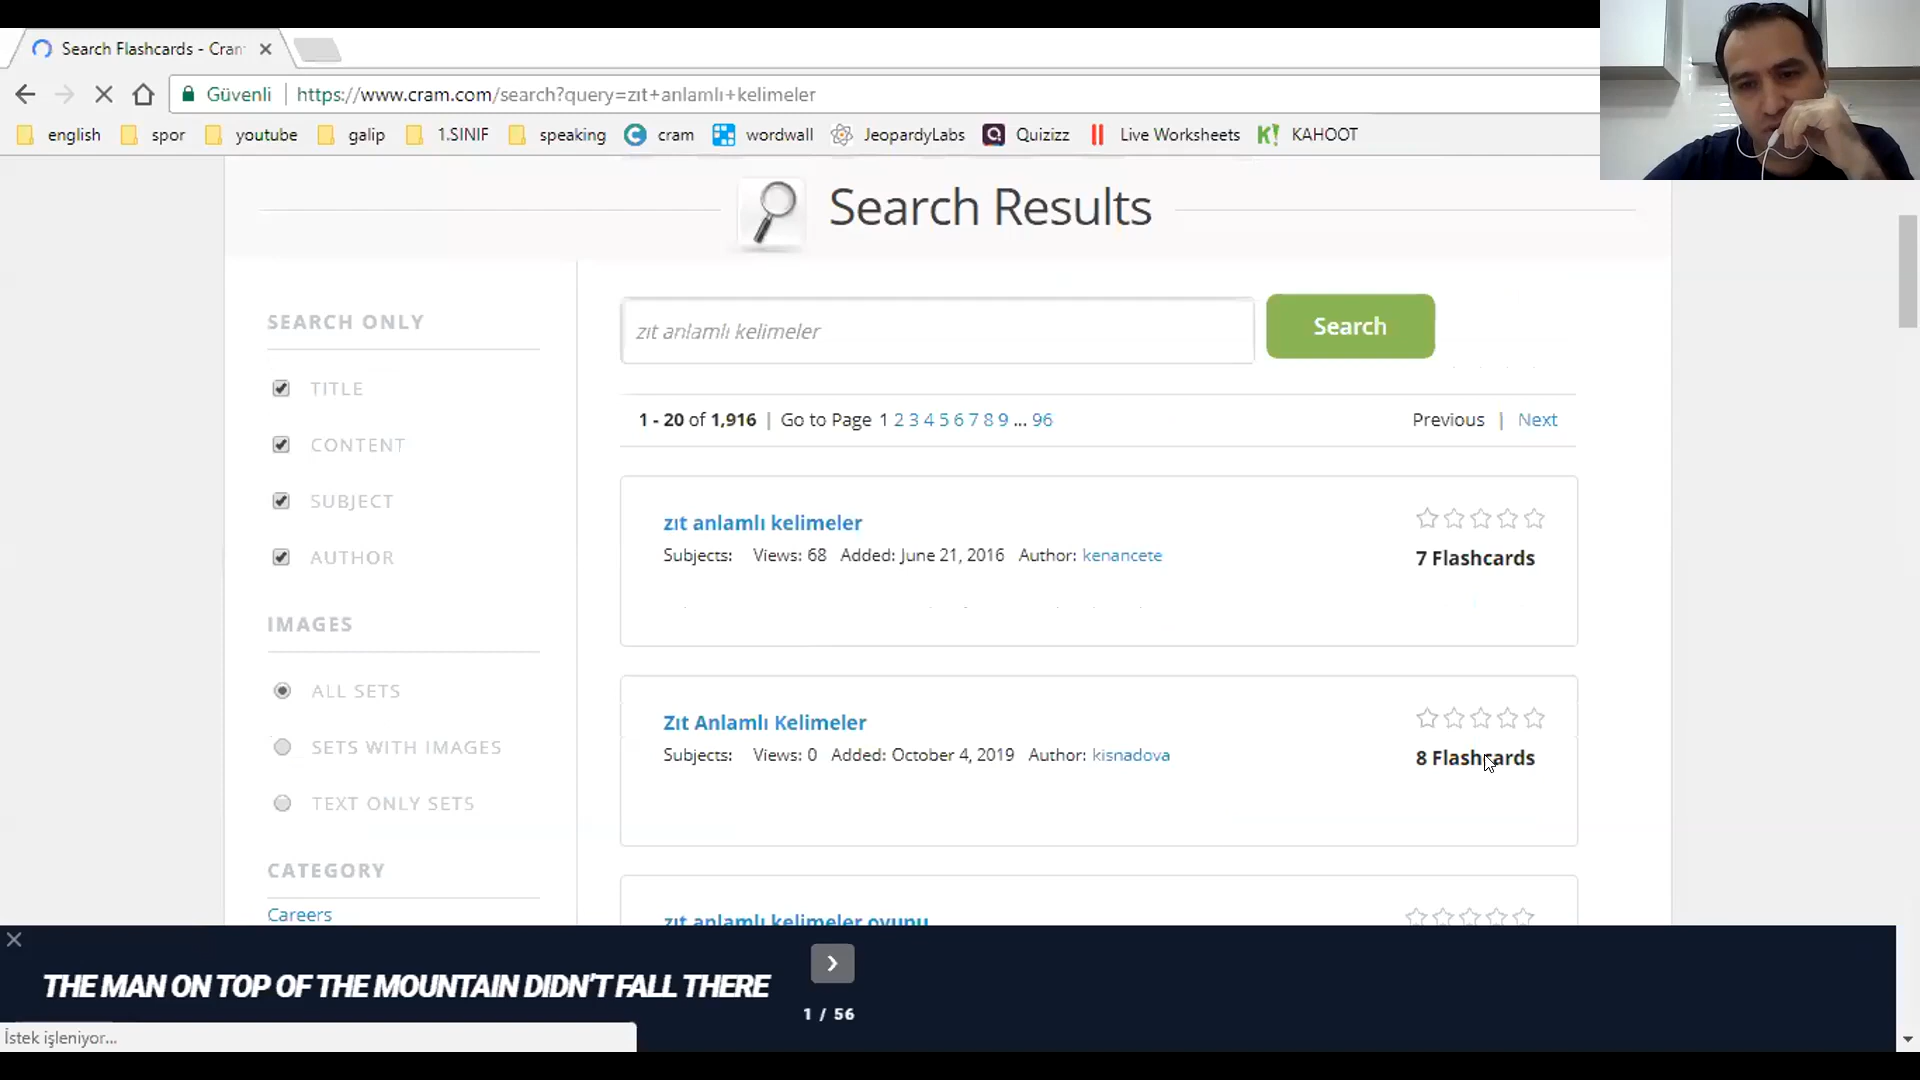 Search Flashcards - Cram
Güvenli https://www.cram.com/search?query=zıt+anlamlı+kelimeler
english spor youtube galip 1.SINIF speaking cram wordwall JeopardyLabs Quizizz Live Worksheets KAHOOT
Search Results
SEARCH ONLY
TITLE
CONTENT
SUBJECT
AUTHOR
IMAGES
ALL SETS
SETS WITH IMAGES
TEXT ONLY SETS
CATEGORY
Careers
zıt anlamlı kelimeler Search
1 - 20 of 1,916 | Go to Page 1 2 3 4 5 6 7 8 9 ... 96 Previous | Next
zıt anlamlı kelimeler
Subjects: Views: 68 Added: June 21, 2016 Author: kenancete
7 Flashcards
Zıt Anlamlı Kelimeler
Subjects: Views: 0 Added: October 4, 2019 Author: kisnadova
8 Flashcards
zıt anlamlı kelimeler oyunu
THE MAN ON TOP OF THE MOUNTAIN DIDN'T FALL THERE
1 / 56
İstek işleniyor...